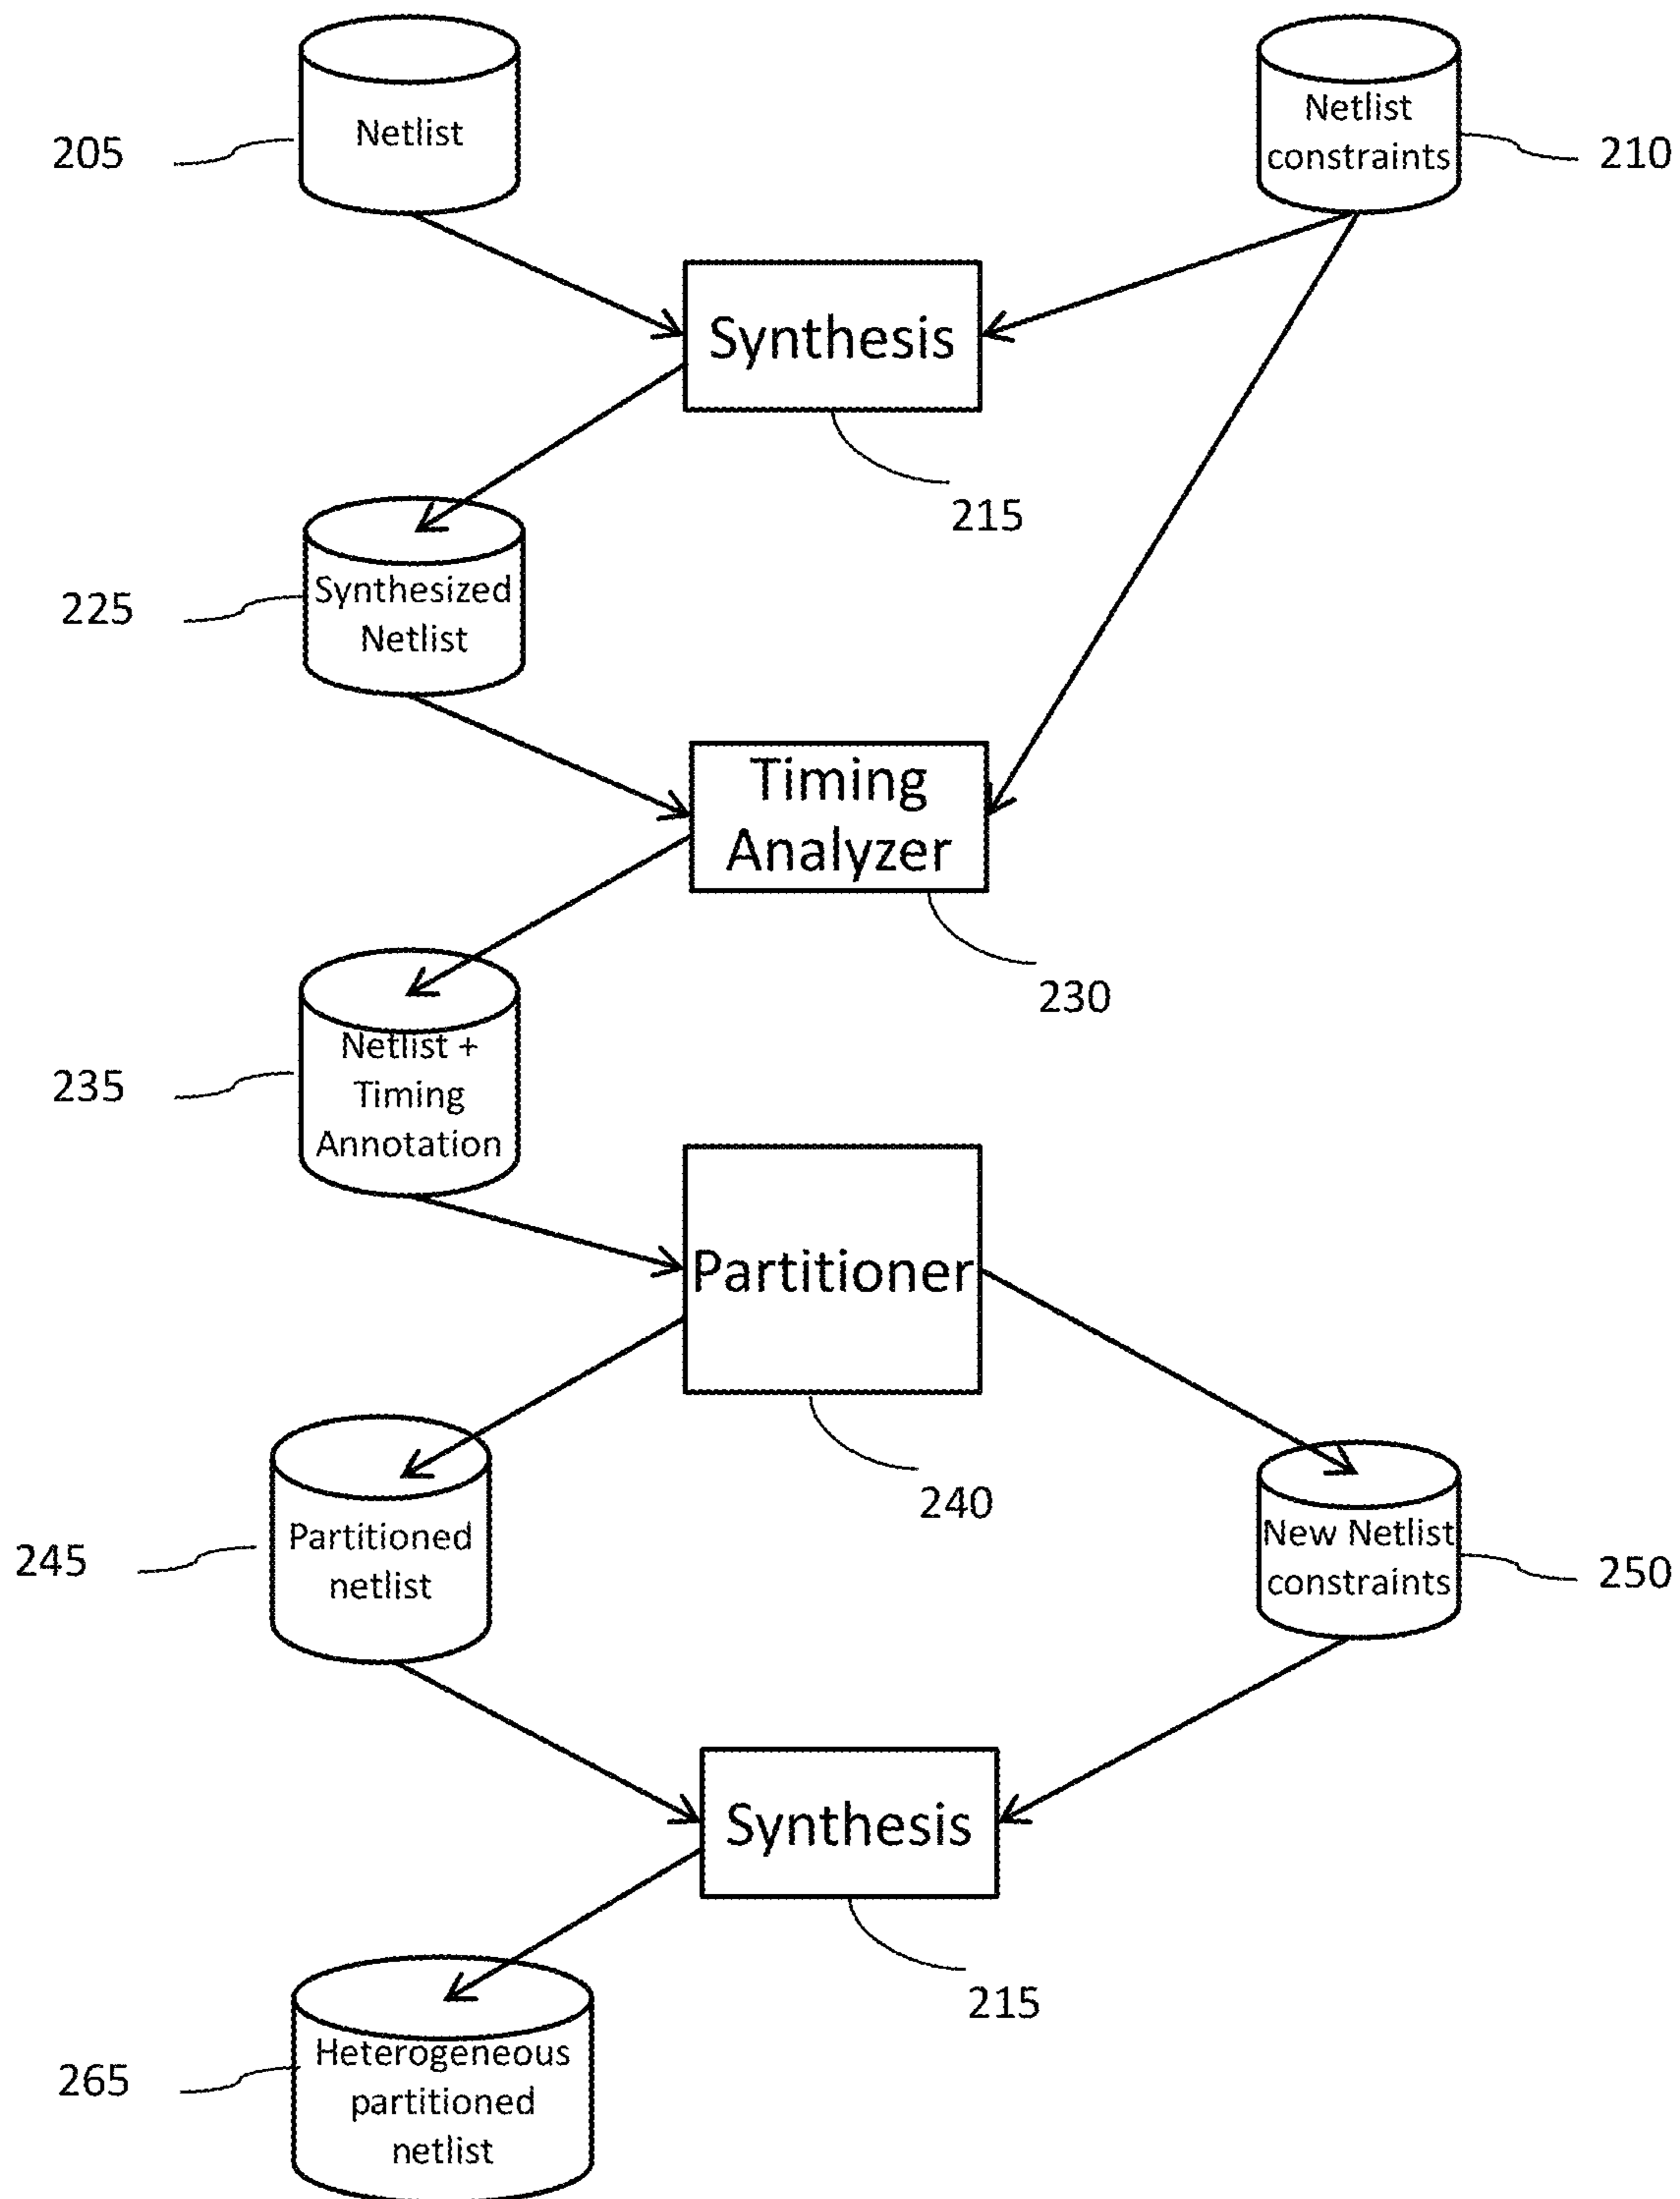 Netlist
205
Netlist
constraints
210
Synthesis
215
Synthesized
Netlist
225
Timing
Analyzer
230
Netlist +
Timing
Annotation
235
Partitioner
240
Partitioned
netlist
245
New Netlist
constraints
250
Synthesis
215
Heterogeneous
partitioned
netlist
265